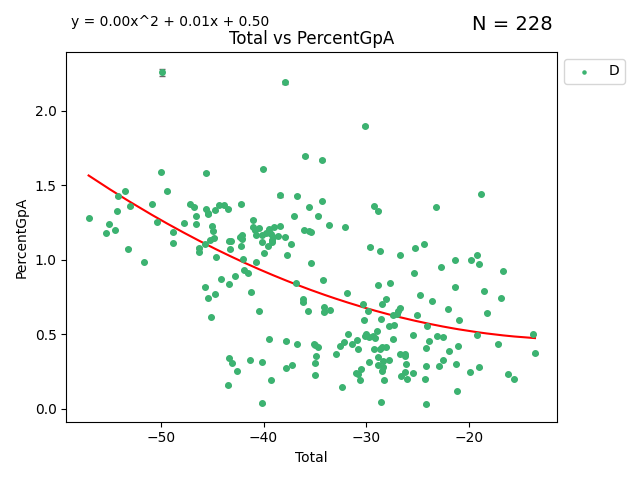 y = 0.00x^2 + 0.01x + 0.50
N = 228
Total vs PercentGpA
D
PercentGpA
2.0
1.5
1.0
0.5
0.0
−50
−40
−30
−20
Total